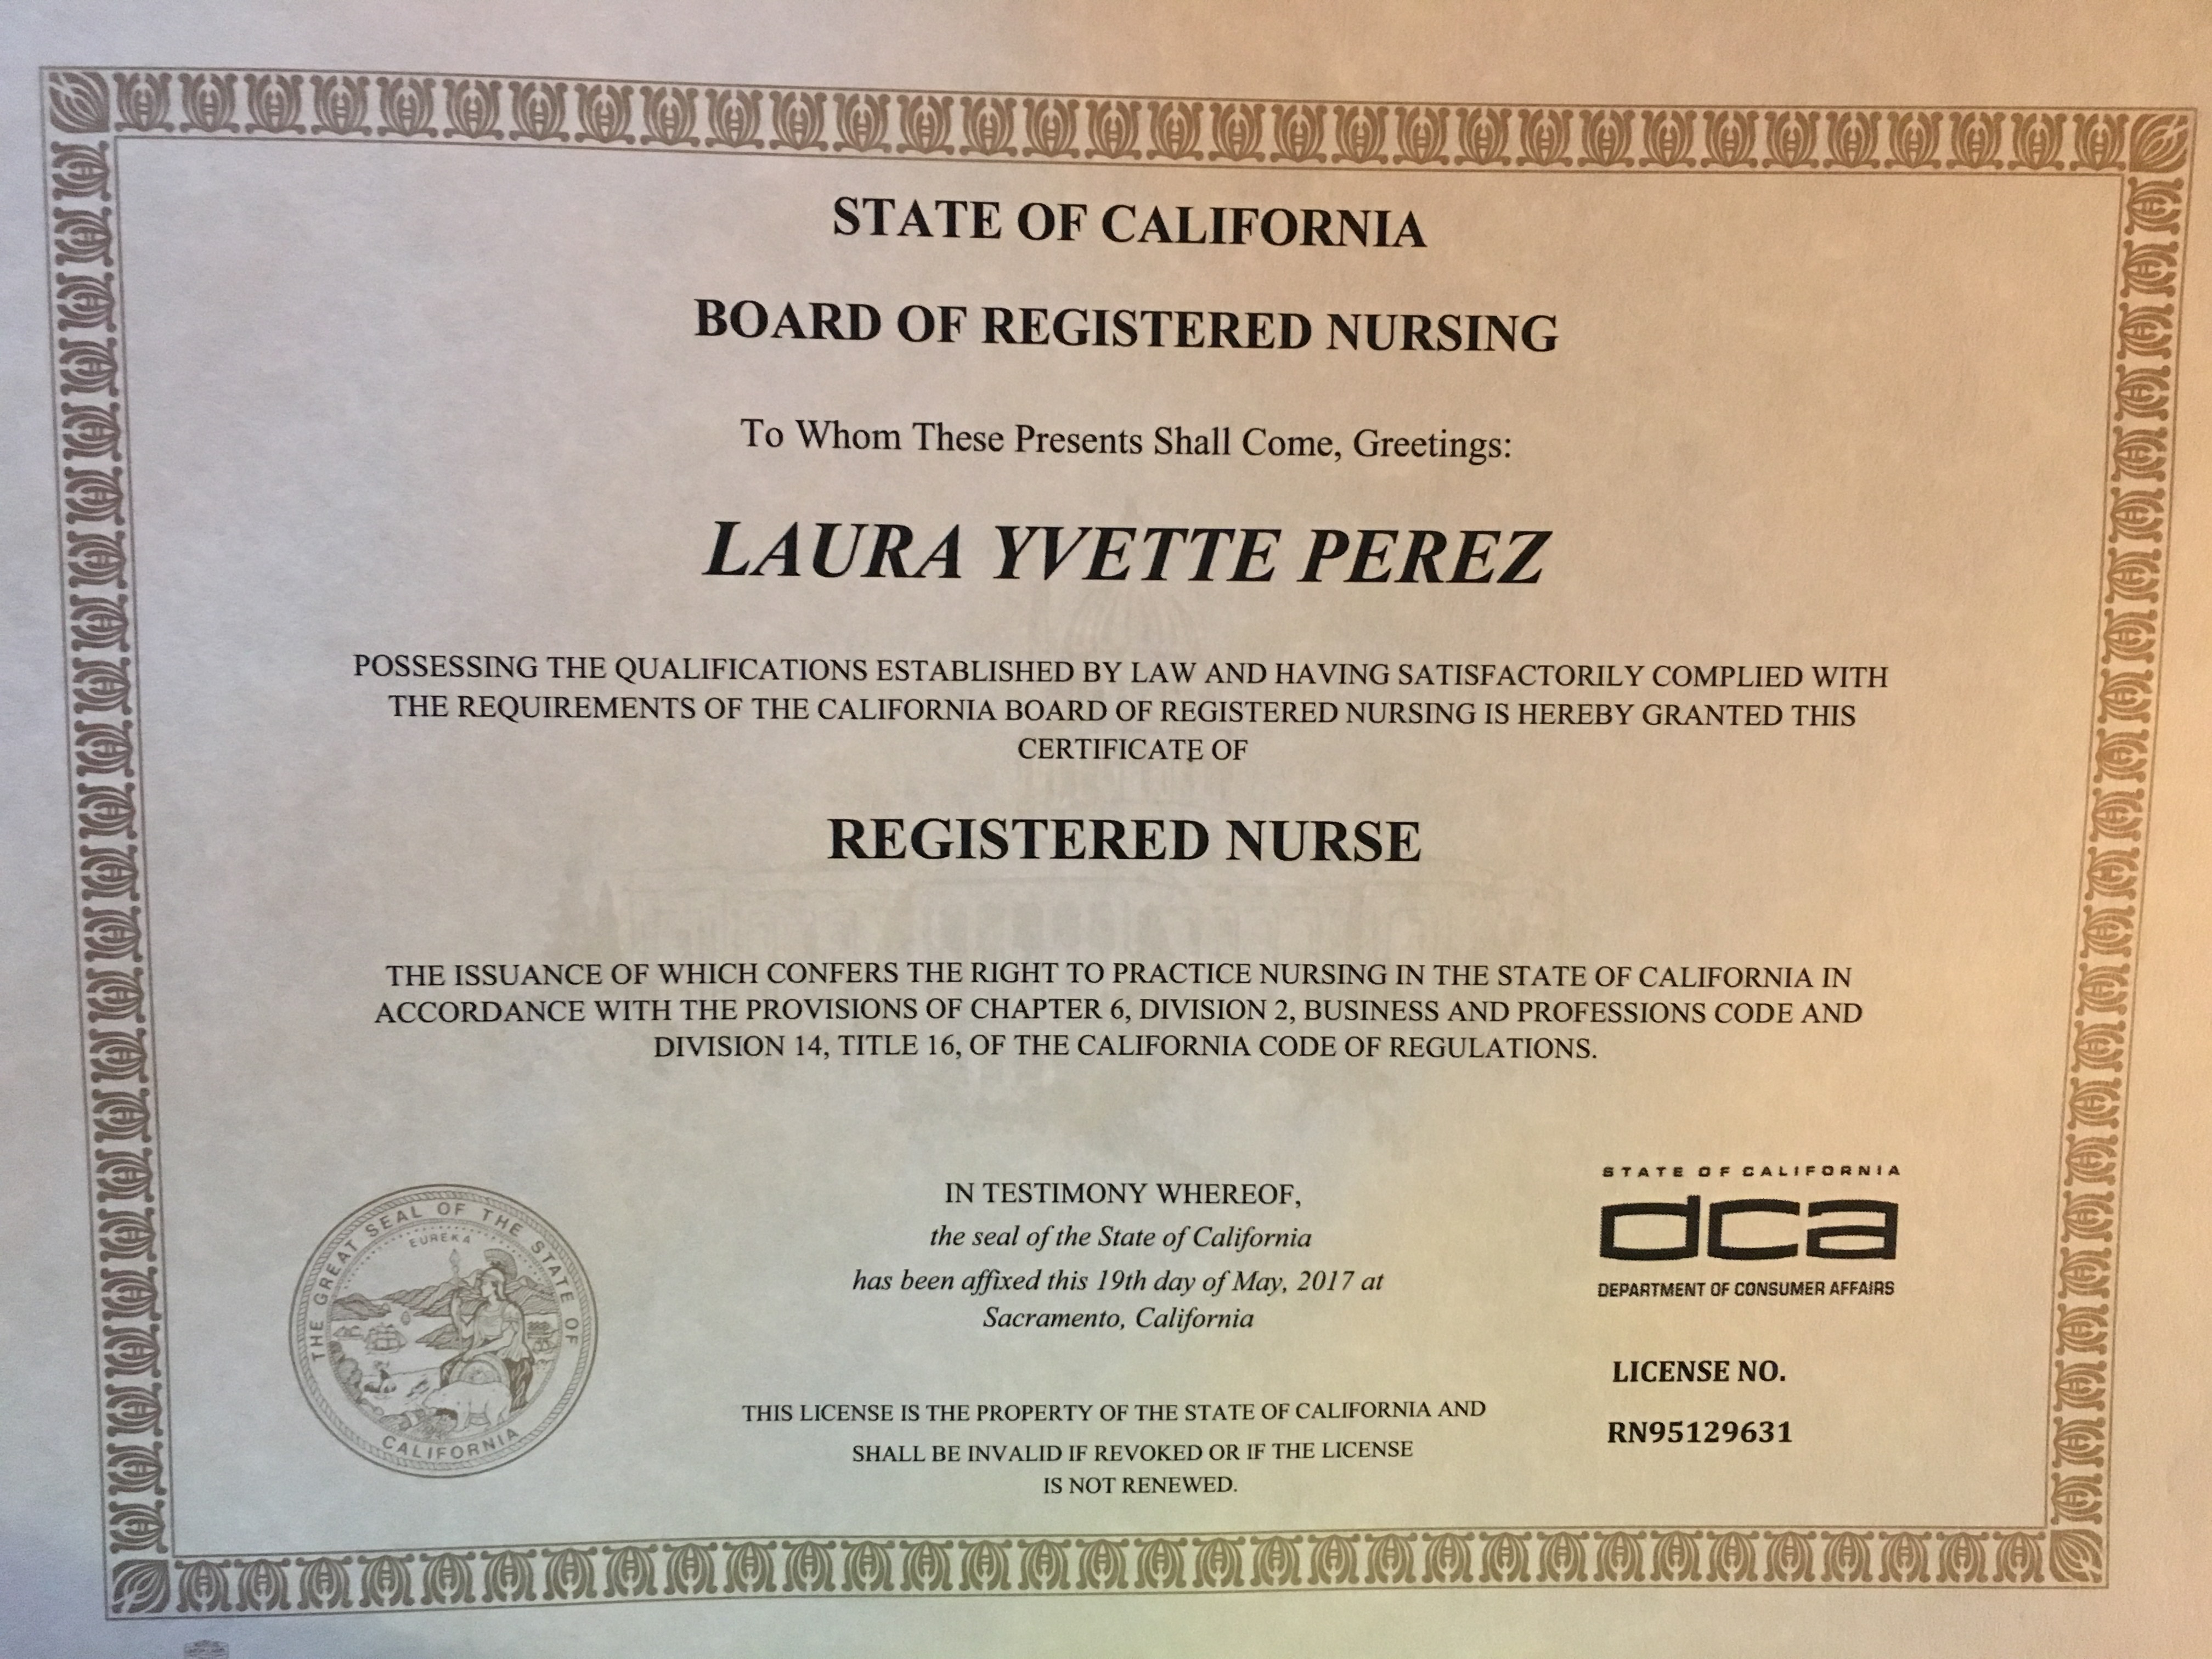 STATE OF CALIFORNIA
BOARD OF REGISTERED NURSING
To Whom These Presents Shall Come, Greetings:
LAURA YVETTE PEREZ
POSSESSING THE QUALIFICATIONS ESTABLISHED BY LAW AND HAVING SATISFACTORILY COMPLIED WITH
THE REQUIREMENTS OF THE CALIFORNIA BOARD OF REGISTERED NURSING IS HEREBY GRANTED THIS
CERTIFICATE OF
REGISTERED NURSE
THE ISSUANCE OF WHICH CONFERS THE RIGHT TO PRACTICE NURSING IN THE STATE OF CALIFORNIA IN
ACCORDANCE WITH THE PROVISIONS OF CHAPTER 6, DIVISION 2, BUSINESS AND PROFESSIONS CODE AND
DIVISION 14, TITLE 16, OF THE CALIFORNIA CODE OF REGULATIONS.
THE GREAT SEAL OF THE STATE OF
EUREKA
CALIFORNIA
IN TESTIMONY WHEREOF,
the seal of the State of California
has been affixed this 19th day of May, 2017 at
Sacramento, California
THIS LICENSE IS THE PROPERTY OF THE STATE OF CALIFORNIA AND
SHALL BE INVALID IF REVOKED OR IF THE LICENSE
IS NOT RENEWED.
STATE OF CALIFORNIA
dca
DEPARTMENT OF CONSUMER AFFAIRS
LICENSE NO.
RN95129631